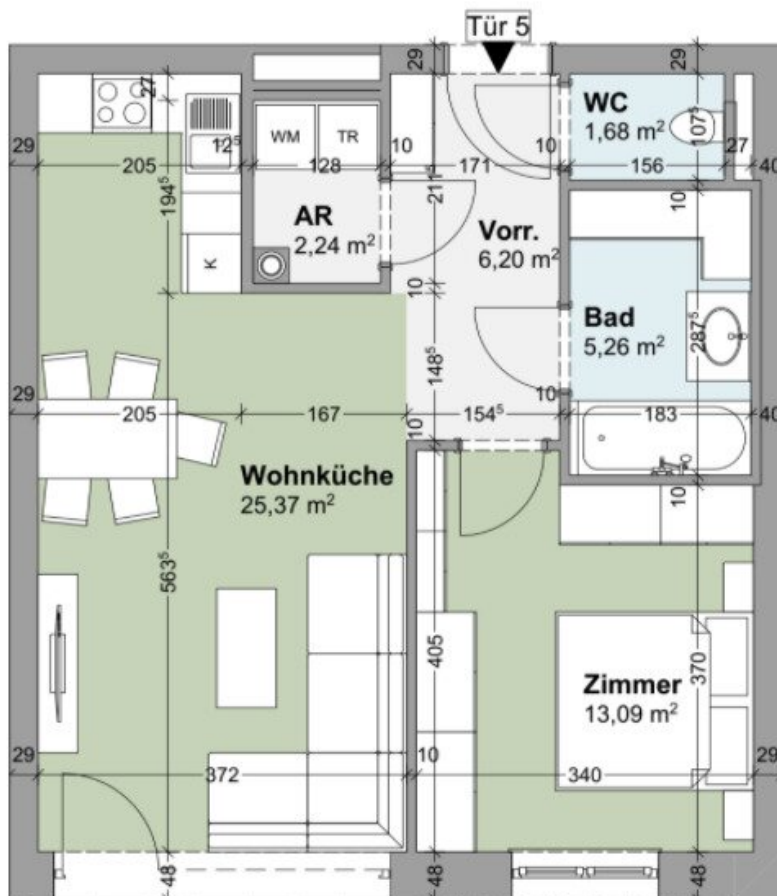 Tür 5
29
29
27
WC
1,68 m²
107⁵
WM
TR
29
205
12⁵
128
10
171
10
156
27
40
194⁵
211⁵
AR
2,24 m²
Vorr.
6,20 m²
10
K
10
Bad
5,26 m²
287⁵
148⁵
29
205
167
10
154⁵
10
183
40
Wohnküche
25,37 m²
10
563⁵
405
370
Zimmer
13,09 m²
29
372
10
340
29
48
48
48